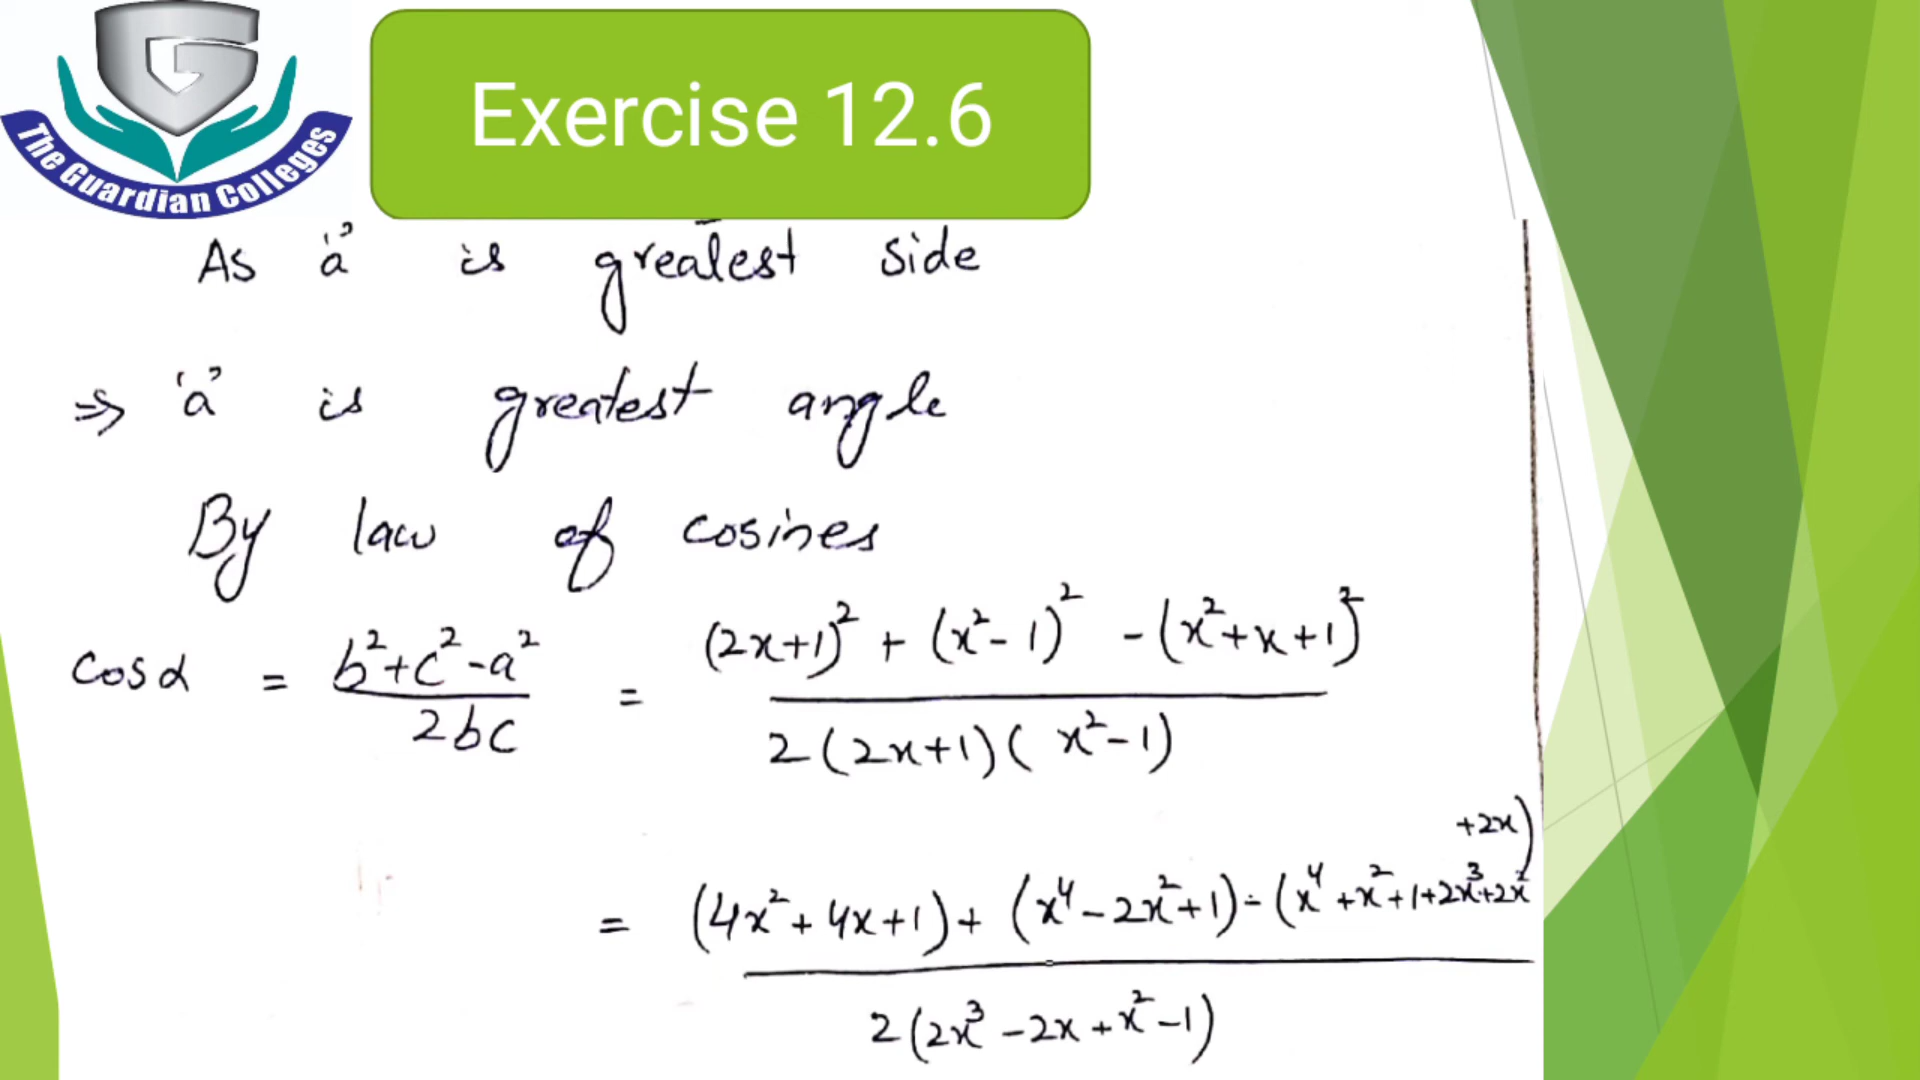 The Guardian Colleges
Exercise 12.6
As 'a' is greatest side
⇒ 'a' is greatest angle
By law of cosines
Cosα = b²+c²-a² / 2bc = (2x+1)² + (x²-1)² - (x²+x+1)² / 2(2x+1)(x²-1)
= (4x²+4x+1)+(x⁴-2x²+1)-(x⁴+x²+1+2x³+2x²+2x) / 2(2x³-2x+x²-1)